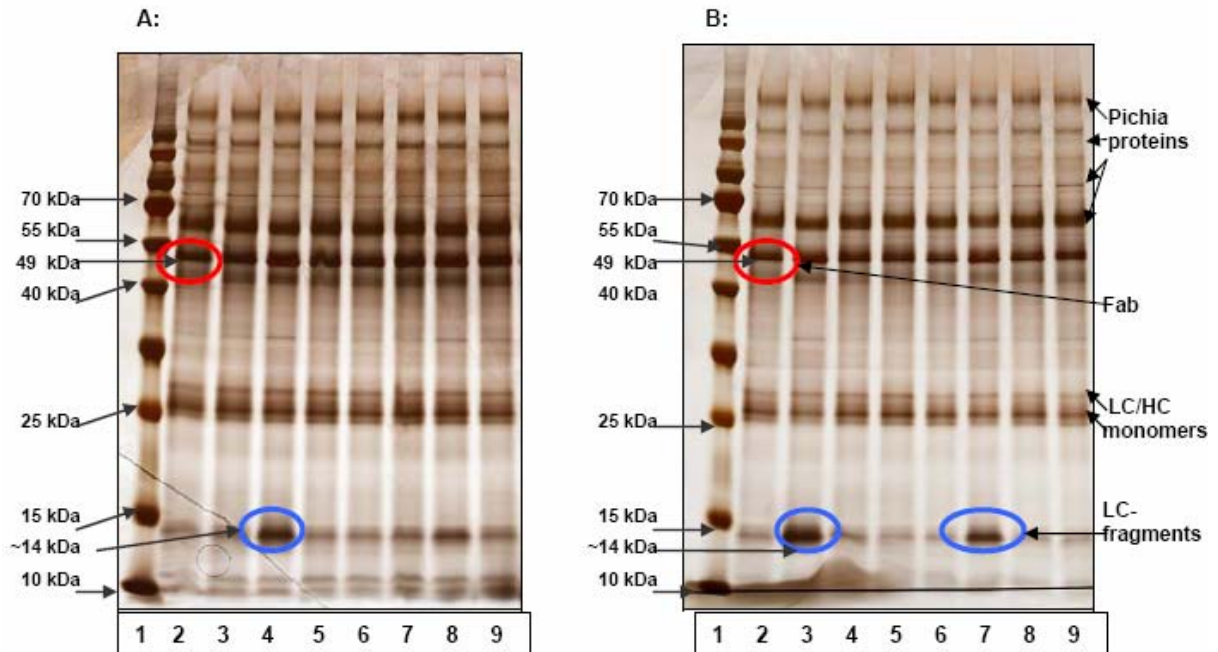 A:
70 kDa
55 kDa
49 kDa
40 kDa
25 kDa
15 kDa
~14 kDa
10 kDa
1 2 3 4 5 6 7 8 9
B:
70 kDa
55 kDa
49 kDa
40 kDa
25 kDa
15 kDa
~14 kDa
10 kDa
Pichia
proteins
Fab
LC/HC
monomers
LC-
fragments
1 2 3 4 5 6 7 8 9